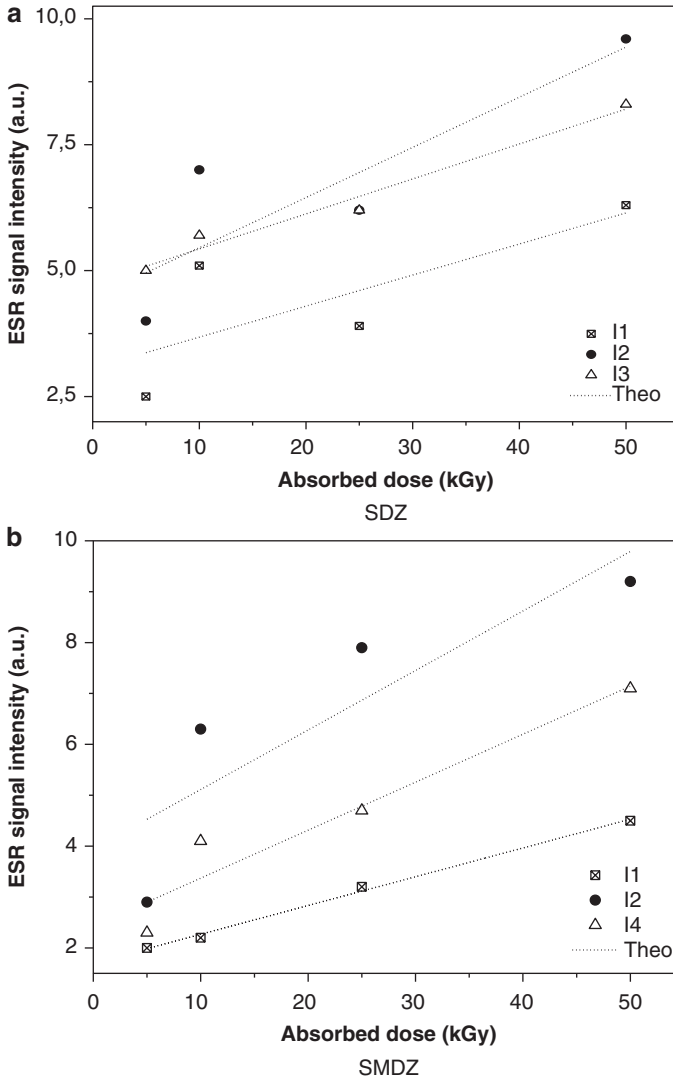 a
10,0
7,5
5,0
2,5
ESR signal intensity (a.u.)
I1
I2
I3
Theo
0 10 20 30 40 50
Absorbed dose (kGy)
SDZ
b
10
8
6
4
2
ESR signal intensity (a.u.)
I1
I2
I4
Theo
0 10 20 30 40 50
Absorbed dose (kGy)
SMDZ